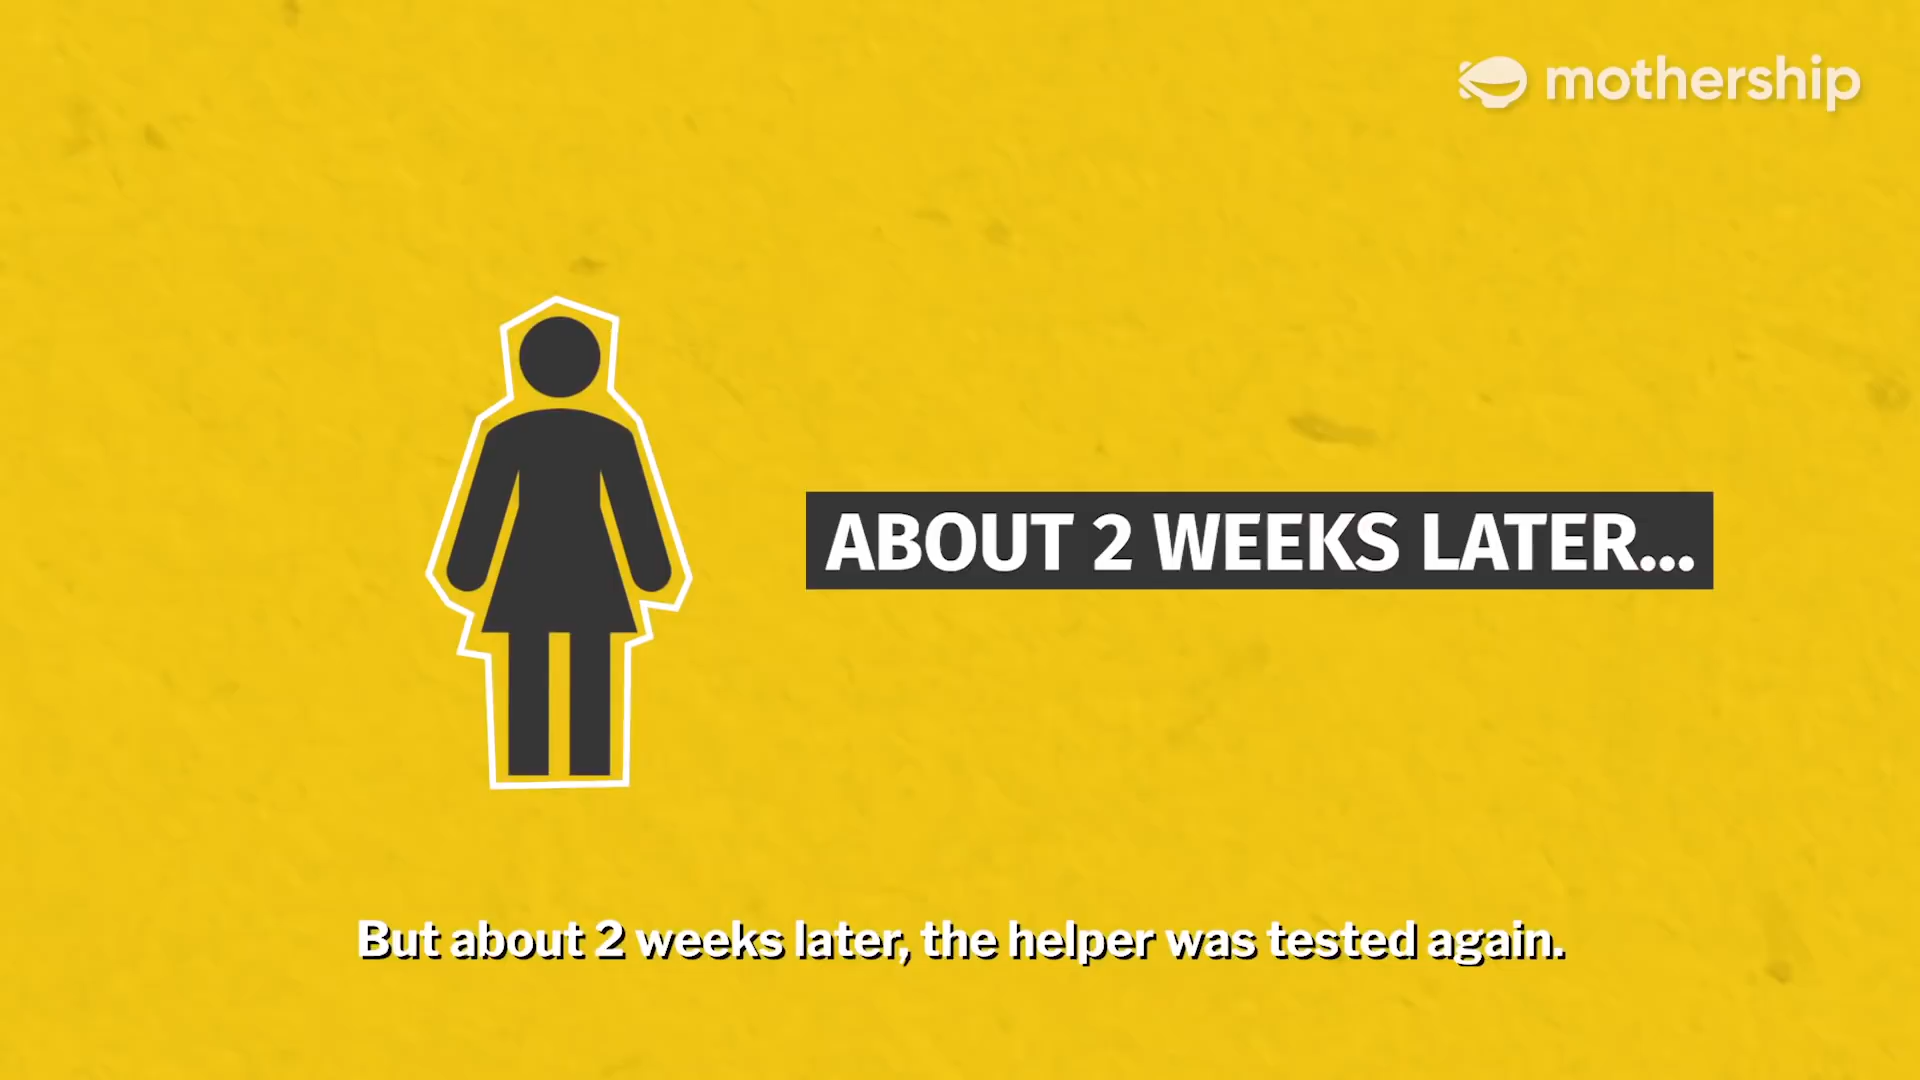 mothership
ABOUT 2 WEEKS LATER...
But about 2 weeks later, the helper was tested again.